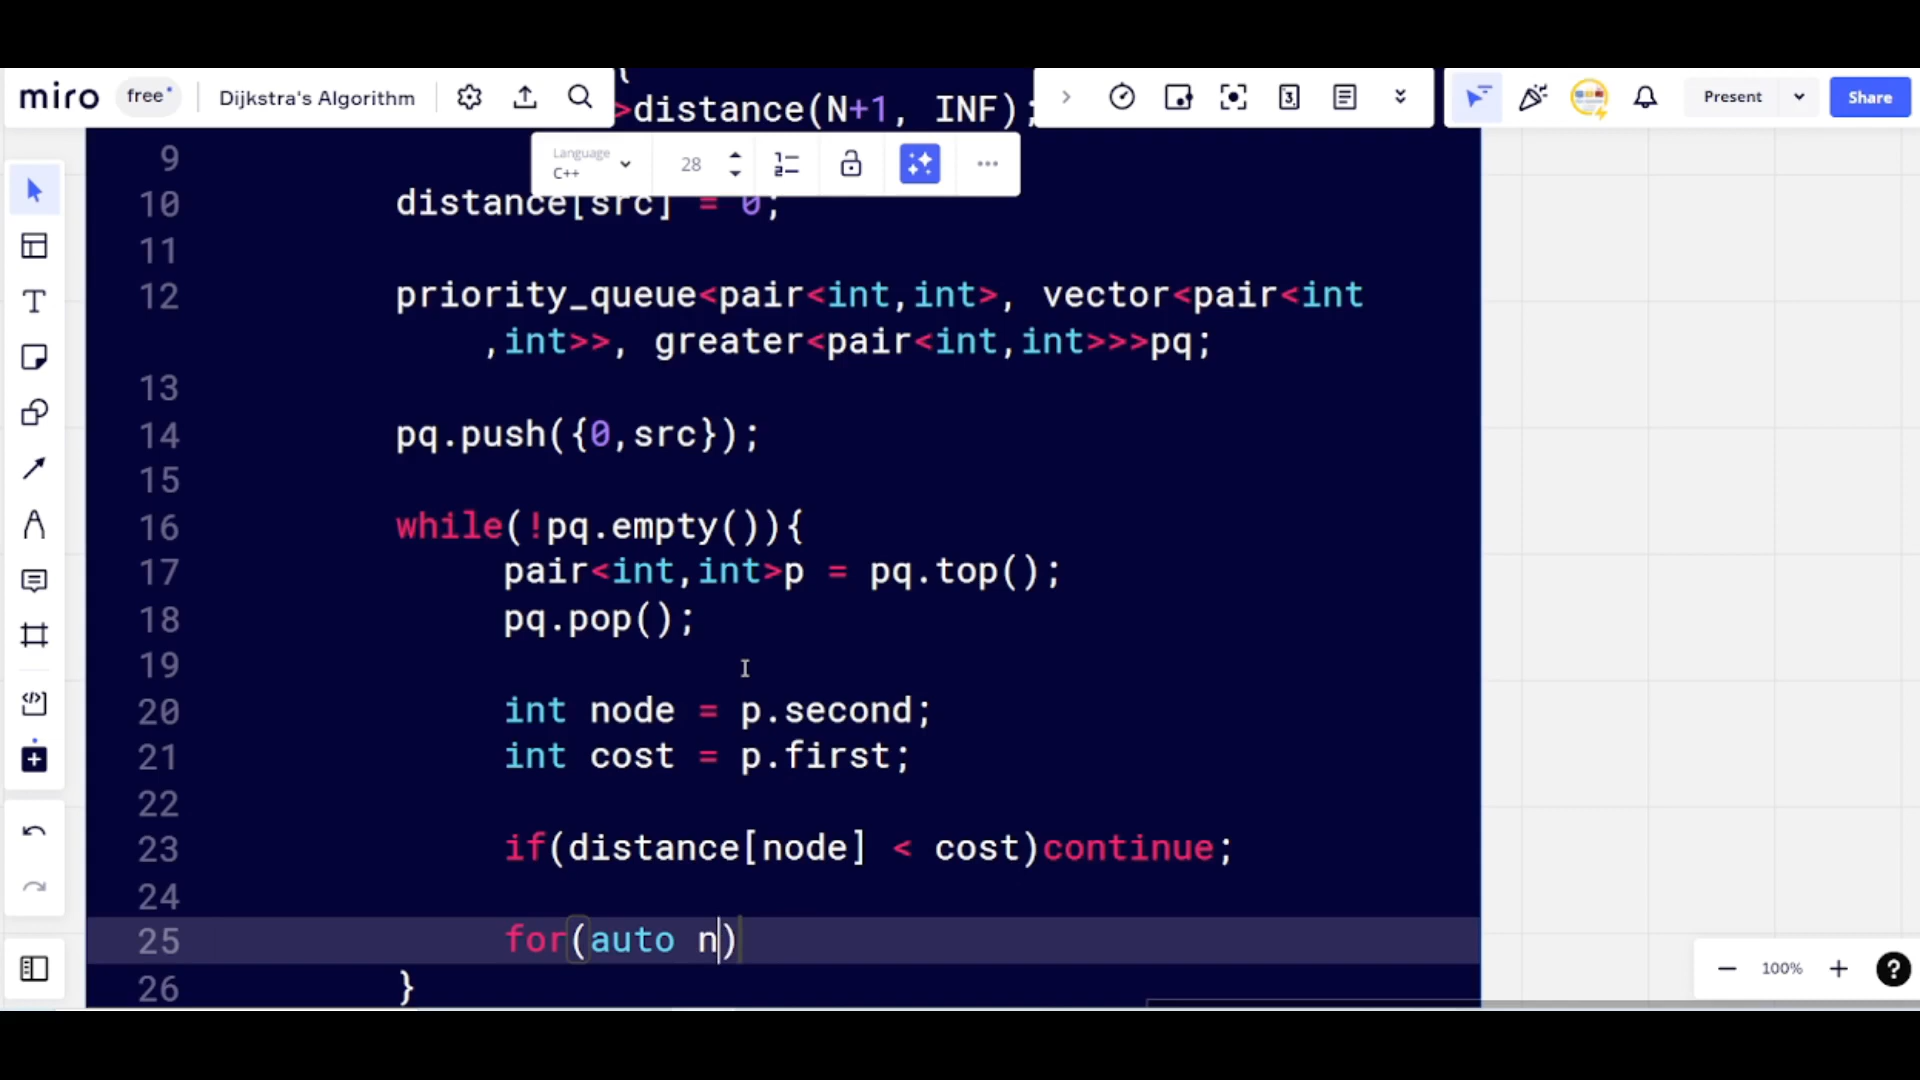 miro free Dijkstra's Algorithm
>distance(N+1, INF);
Present Share
Language
C++
28
9
10 distance[src] = 0;
11
12 priority_queue<pair<int,int>, vector<pair<int
,int>>, greater<pair<int,int>>>pq;
13
14 pq.push({0,src});
15
16 while(!pq.empty()){
17 pair<int,int>p = pq.top();
18 pq.pop();
19
20 int node = p.second;
21 int cost = p.first;
22
23 if(distance[node] < cost)continue;
24
25 for(auto n)
26 }
100%